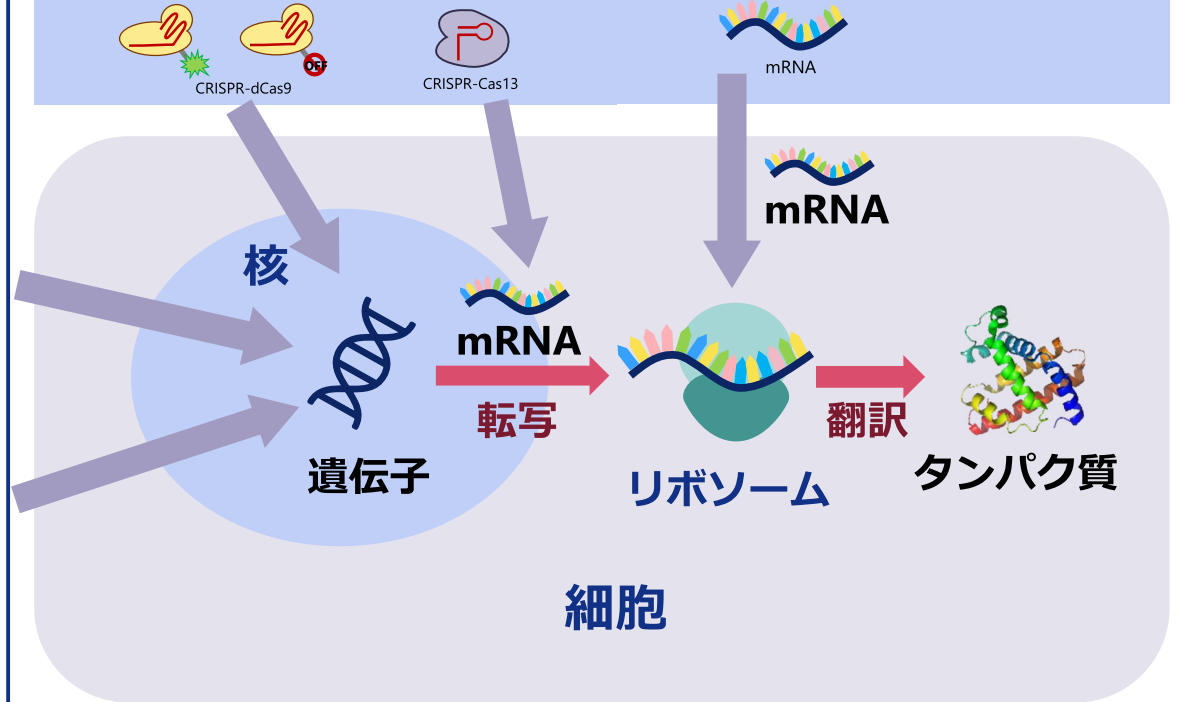 OFF
CRISPR-dCas9
CRISPR-Cas13
mRNA
mRNA
核
mRNA
転写
遺伝子
リボソーム
翻訳
タンパク質
細胞